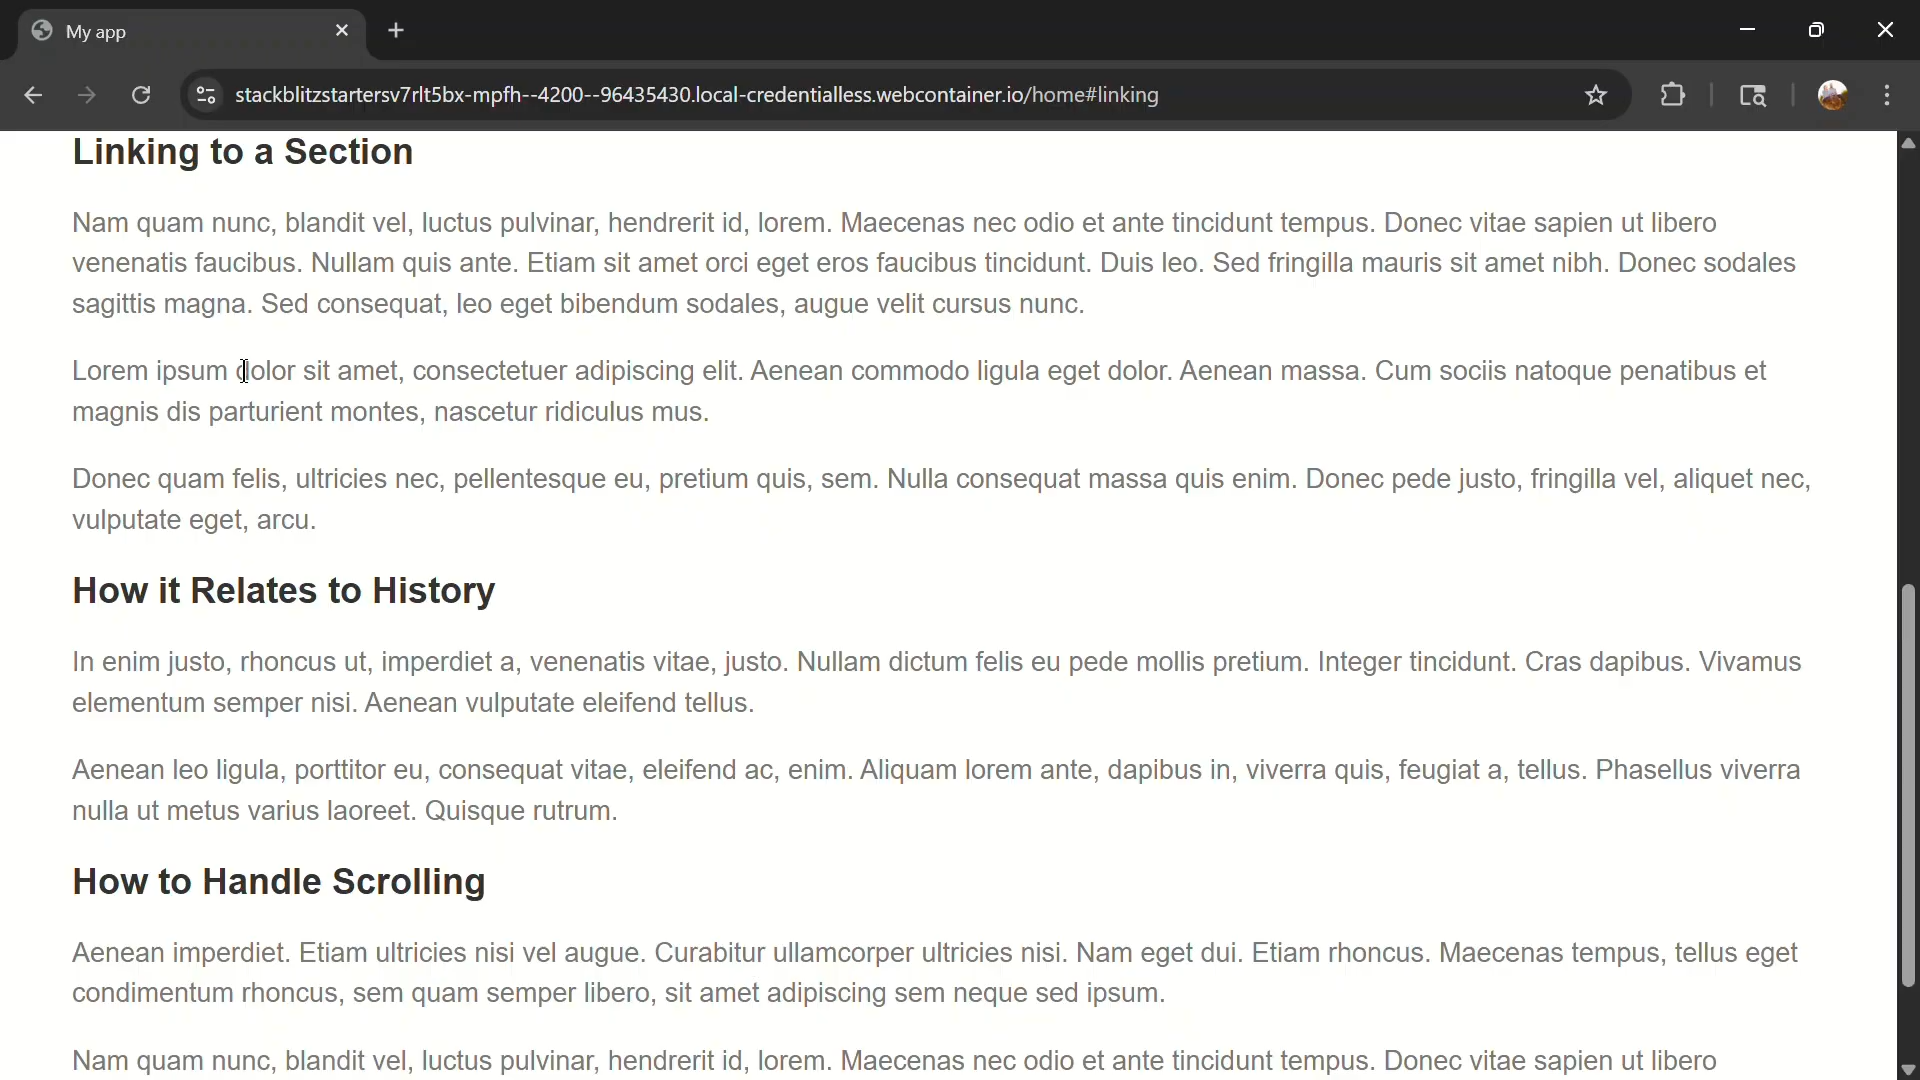 My app
stackblitzstartersv7rlt5bx-mpfh--4200--96435430.local-credentialless.webcontainer.io/home#linking
Linking to a Section
Nam quam nunc, blandit vel, luctus pulvinar, hendrerit id, lorem. Maecenas nec odio et ante tincidunt tempus. Donec vitae sapien ut libero
venenatis faucibus. Nullam quis ante. Etiam sit amet orci eget eros faucibus tincidunt. Duis leo. Sed fringilla mauris sit amet nibh. Donec sodales
sagittis magna. Sed consequat, leo eget bibendum sodales, augue velit cursus nunc.
Lorem ipsum dolor sit amet, consectetuer adipiscing elit. Aenean commodo ligula eget dolor. Aenean massa. Cum sociis natoque penatibus et
magnis dis parturient montes, nascetur ridiculus mus.
Donec quam felis, ultricies nec, pellentesque eu, pretium quis, sem. Nulla consequat massa quis enim. Donec pede justo, fringilla vel, aliquet nec,
vulputate eget, arcu.
How it Relates to History
In enim justo, rhoncus ut, imperdiet a, venenatis vitae, justo. Nullam dictum felis eu pede mollis pretium. Integer tincidunt. Cras dapibus. Vivamus
elementum semper nisi. Aenean vulputate eleifend tellus.
Aenean leo ligula, porttitor eu, consequat vitae, eleifend ac, enim. Aliquam lorem ante, dapibus in, viverra quis, feugiat a, tellus. Phasellus viverra
nulla ut metus varius laoreet. Quisque rutrum.
How to Handle Scrolling
Aenean imperdiet. Etiam ultricies nisi vel augue. Curabitur ullamcorper ultricies nisi. Nam eget dui. Etiam rhoncus. Maecenas tempus, tellus eget
condimentum rhoncus, sem quam semper libero, sit amet adipiscing sem neque sed ipsum.
Nam quam nunc, blandit vel, luctus pulvinar, hendrerit id, lorem. Maecenas nec odio et ante tincidunt tempus. Donec vitae sapien ut libero